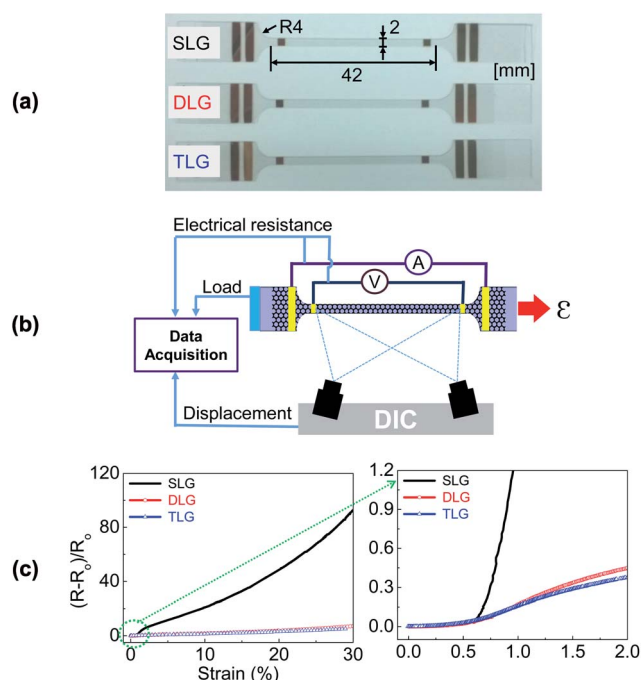 (a)
SLG
R4
2
42
[mm]
DLG
TLG
(b)
Electrical resistance
Load
A
V
ε
Data
Acquisition
Displacement
DIC
(c)
(R-Ro)/Ro
120
80
40
0
SLG
DLG
TLG
0 10 20 30
Strain (%)
1.2
0.9
0.6
0.3
0.0
SLG
DLG
TLG
0.0 0.5 1.0 1.5 2.0